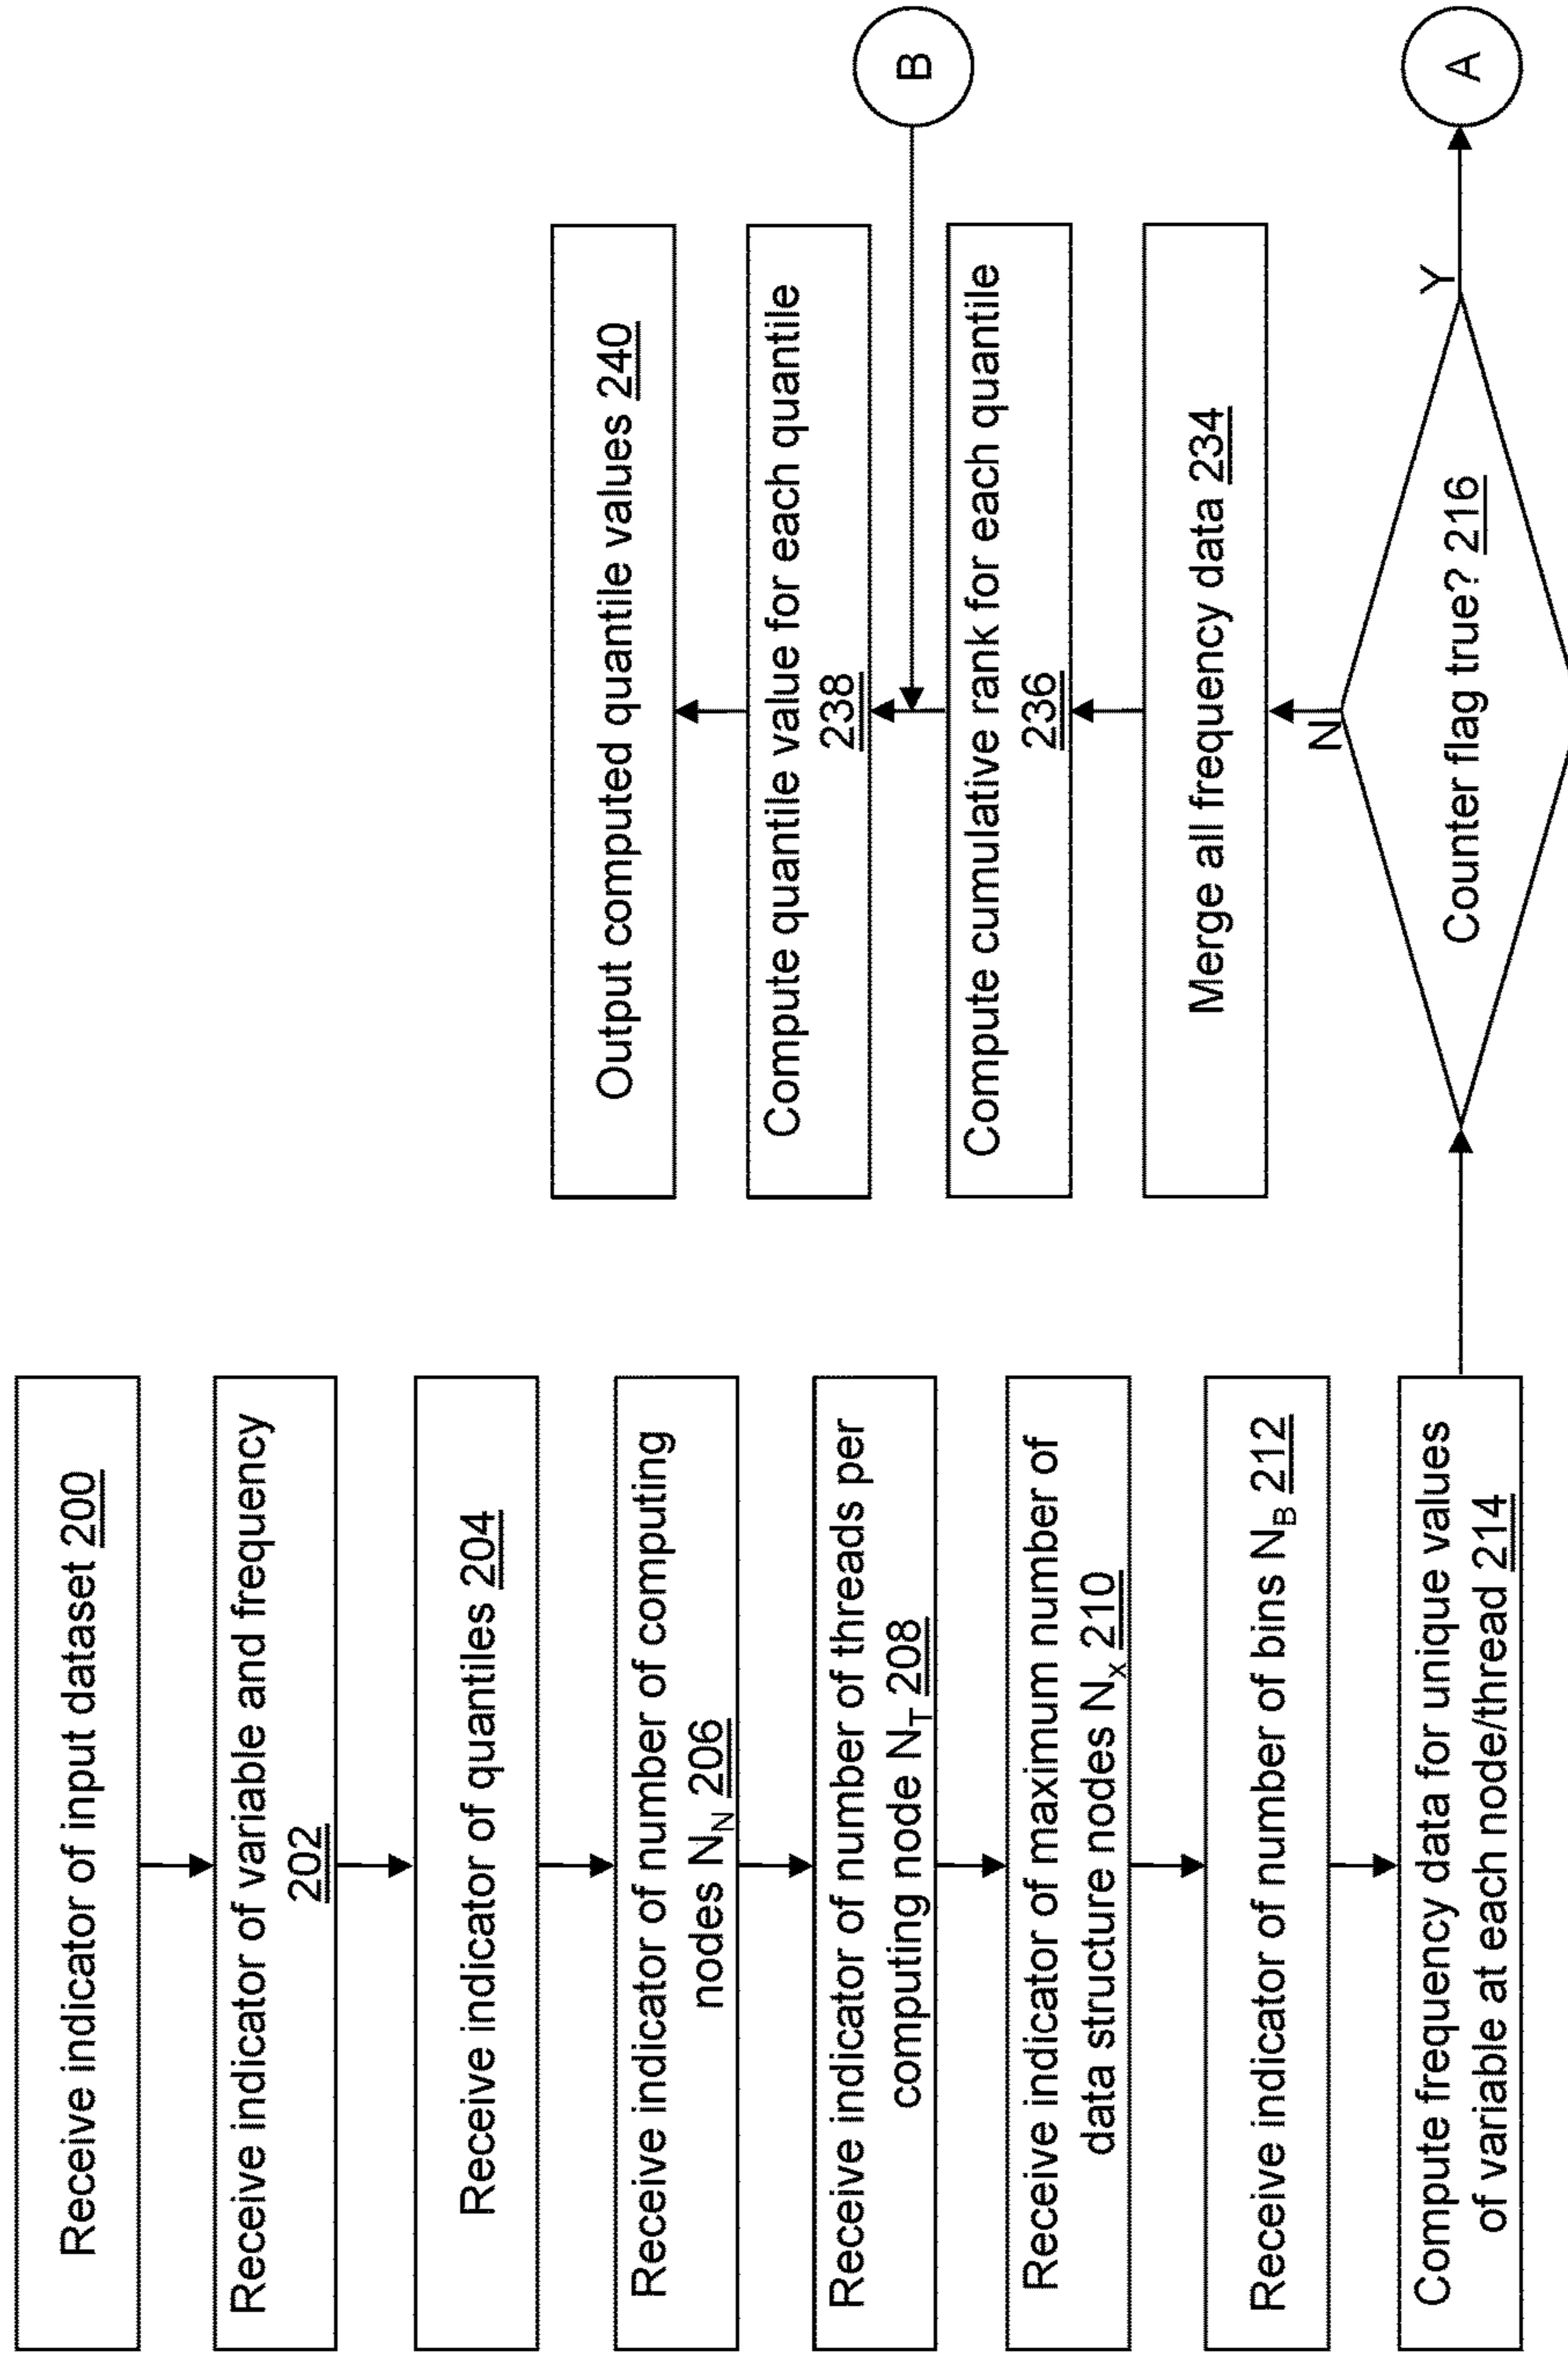 Receive indicator of input dataset 200
Receive indicator of variable and frequency
202
Receive indicator of quantiles 204
Receive indicator of number of computing
nodes N_N 206
Receive indicator of number of threads per
computing node N_T 208
Receive indicator of maximum number of
data structure nodes N_x 210
Receive indicator of number of bins N_B 212
Compute frequency data for unique values
of variable at each node/thread 214
Counter flag true? 216
Y
A
N
Merge all frequency data 234
Compute cumulative rank for each quantile
236
B
Compute quantile value for each quantile
238
Output computed quantile values 240